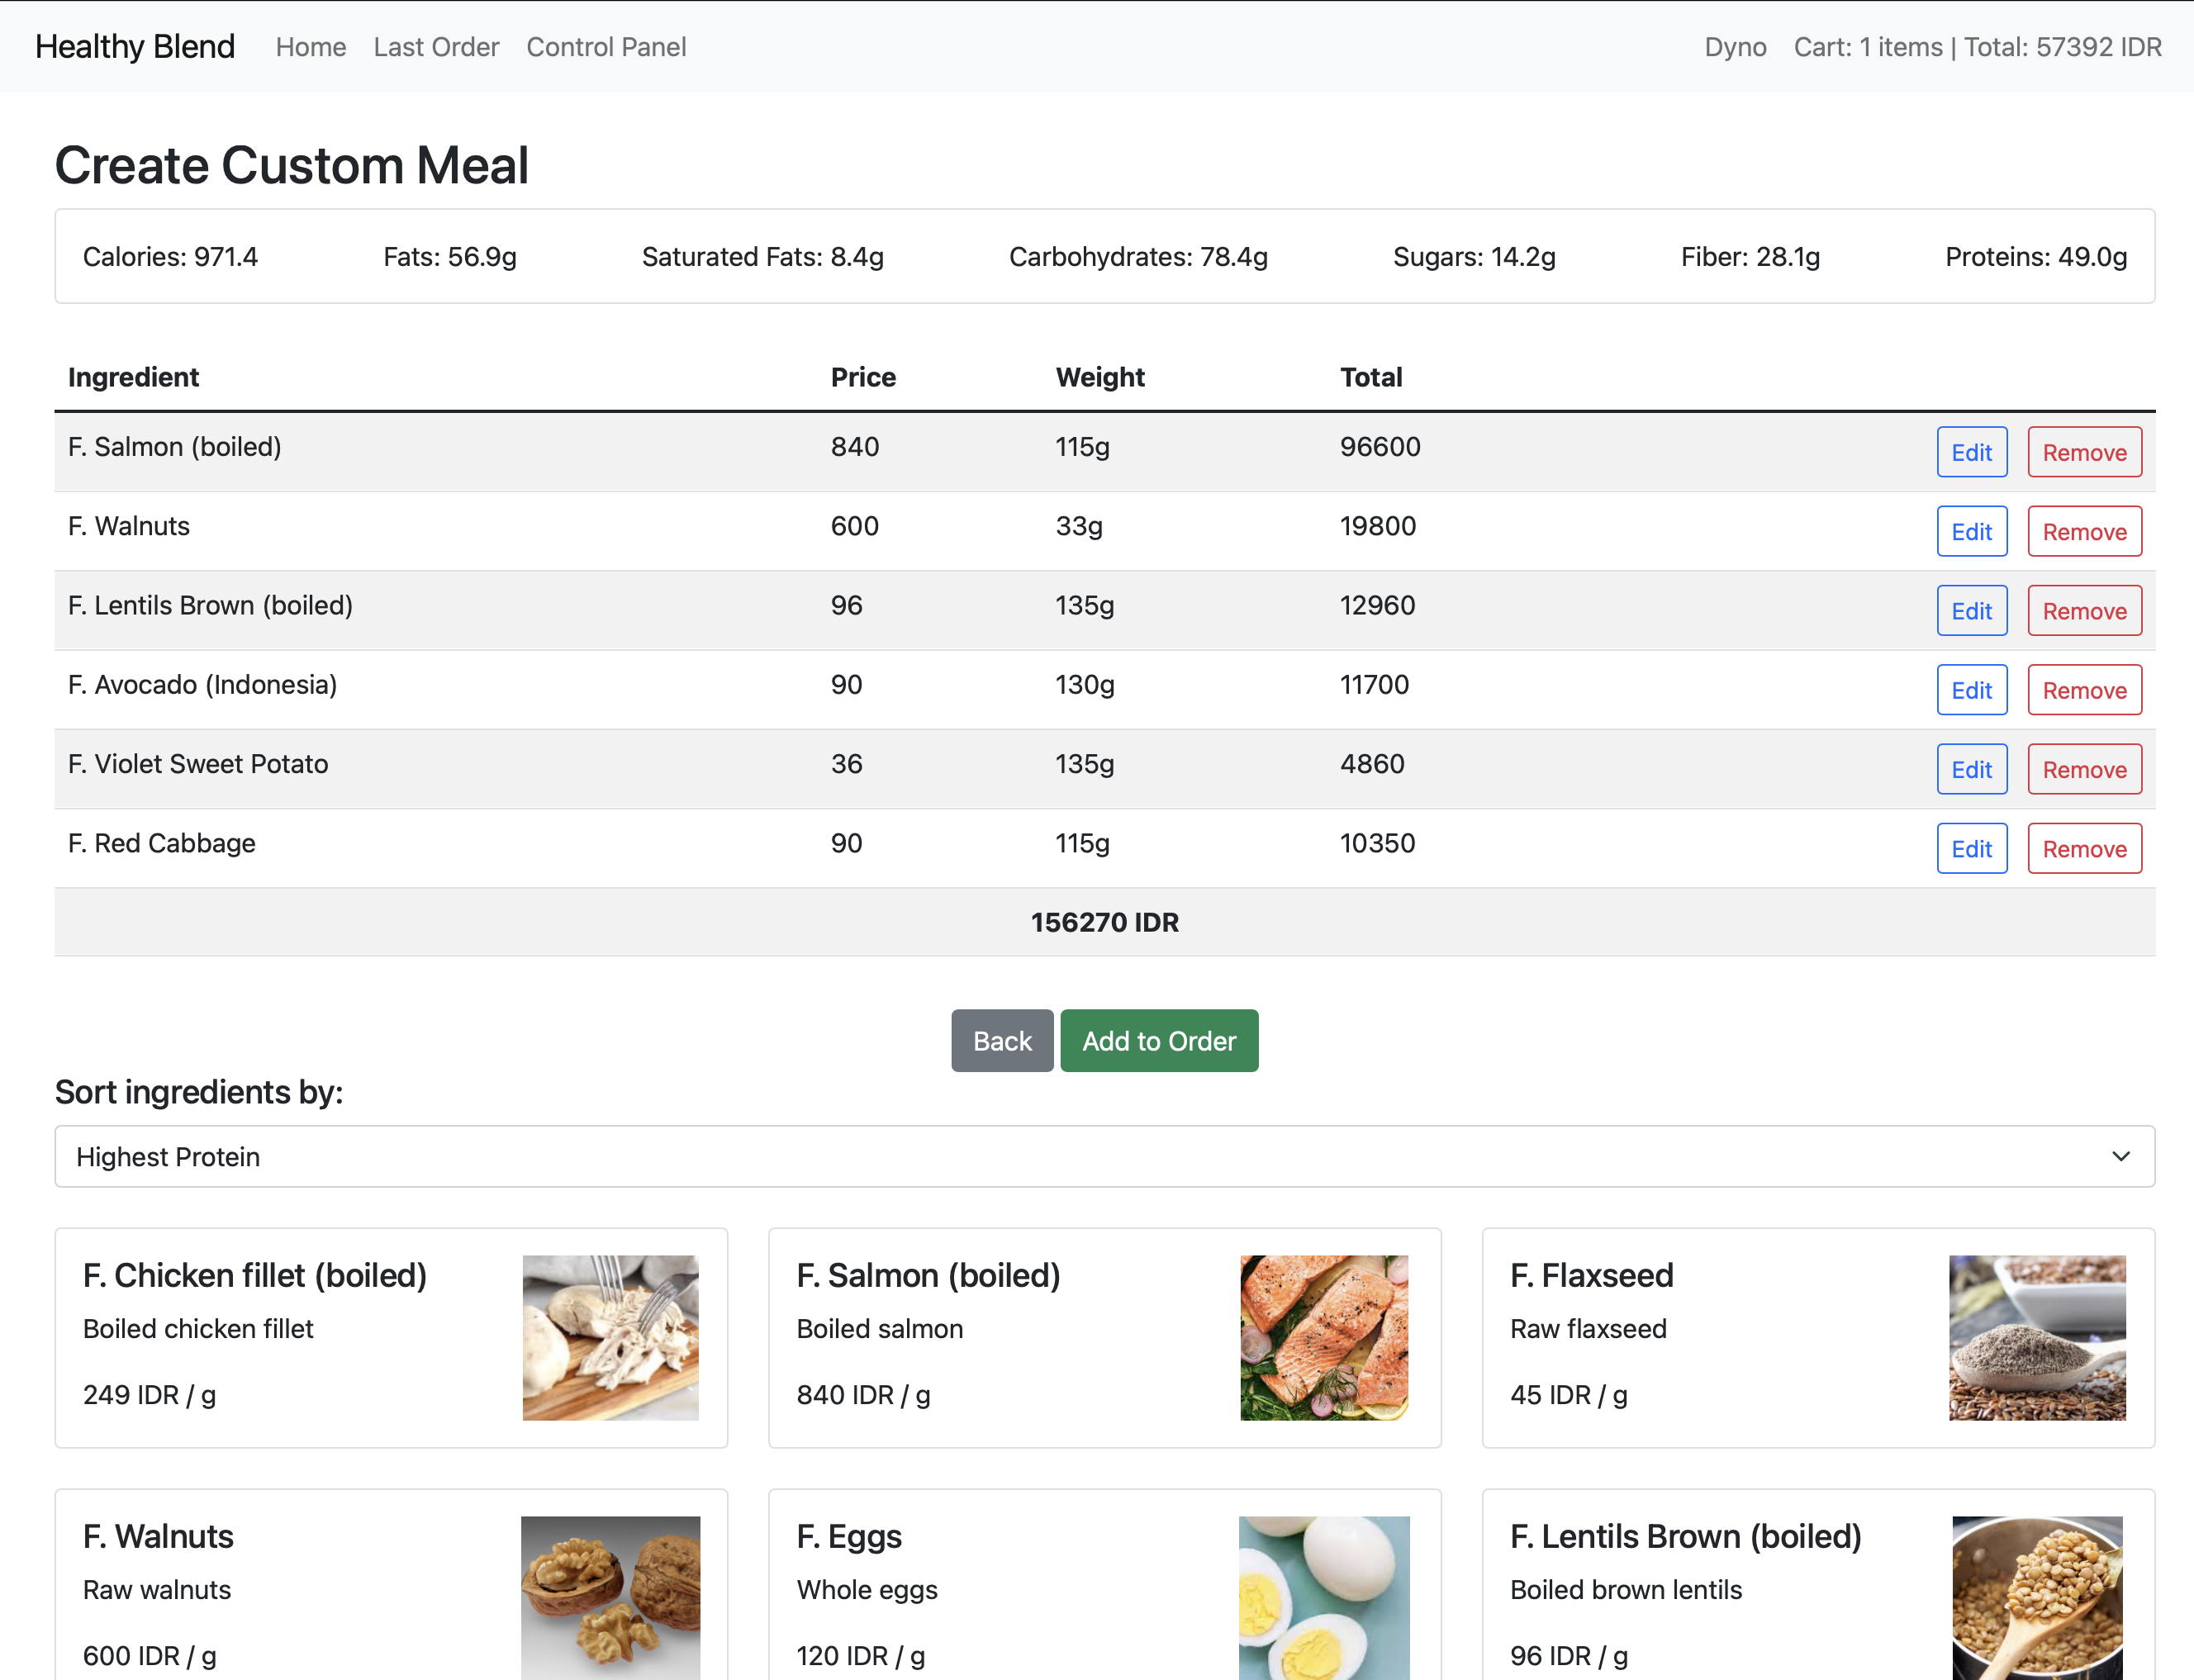 Healthy Blend Home Last Order Control Panel Dyno Cart: 1 items | Total: 57392 IDR
Create Custom Meal
Calories: 971.4 Fats: 56.9g Saturated Fats: 8.4g Carbohydrates: 78.4g Sugars: 14.2g Fiber: 28.1g Proteins: 49.0g
Ingredient Price Weight Total
F. Salmon (boiled) 840 115g 96600 Edit Remove
F. Walnuts 600 33g 19800 Edit Remove
F. Lentils Brown (boiled) 96 135g 12960 Edit Remove
F. Avocado (Indonesia) 90 130g 11700 Edit Remove
F. Violet Sweet Potato 36 135g 4860 Edit Remove
F. Red Cabbage 90 115g 10350 Edit Remove
156270 IDR
Back Add to Order
Sort ingredients by:
Highest Protein
F. Chicken fillet (boiled)
Boiled chicken fillet
249 IDR / g
F. Salmon (boiled)
Boiled salmon
840 IDR / g
F. Flaxseed
Raw flaxseed
45 IDR / g
F. Walnuts
Raw walnuts
600 IDR / g
F. Eggs
Whole eggs
120 IDR / g
F. Lentils Brown (boiled)
Boiled brown lentils
96 IDR / g